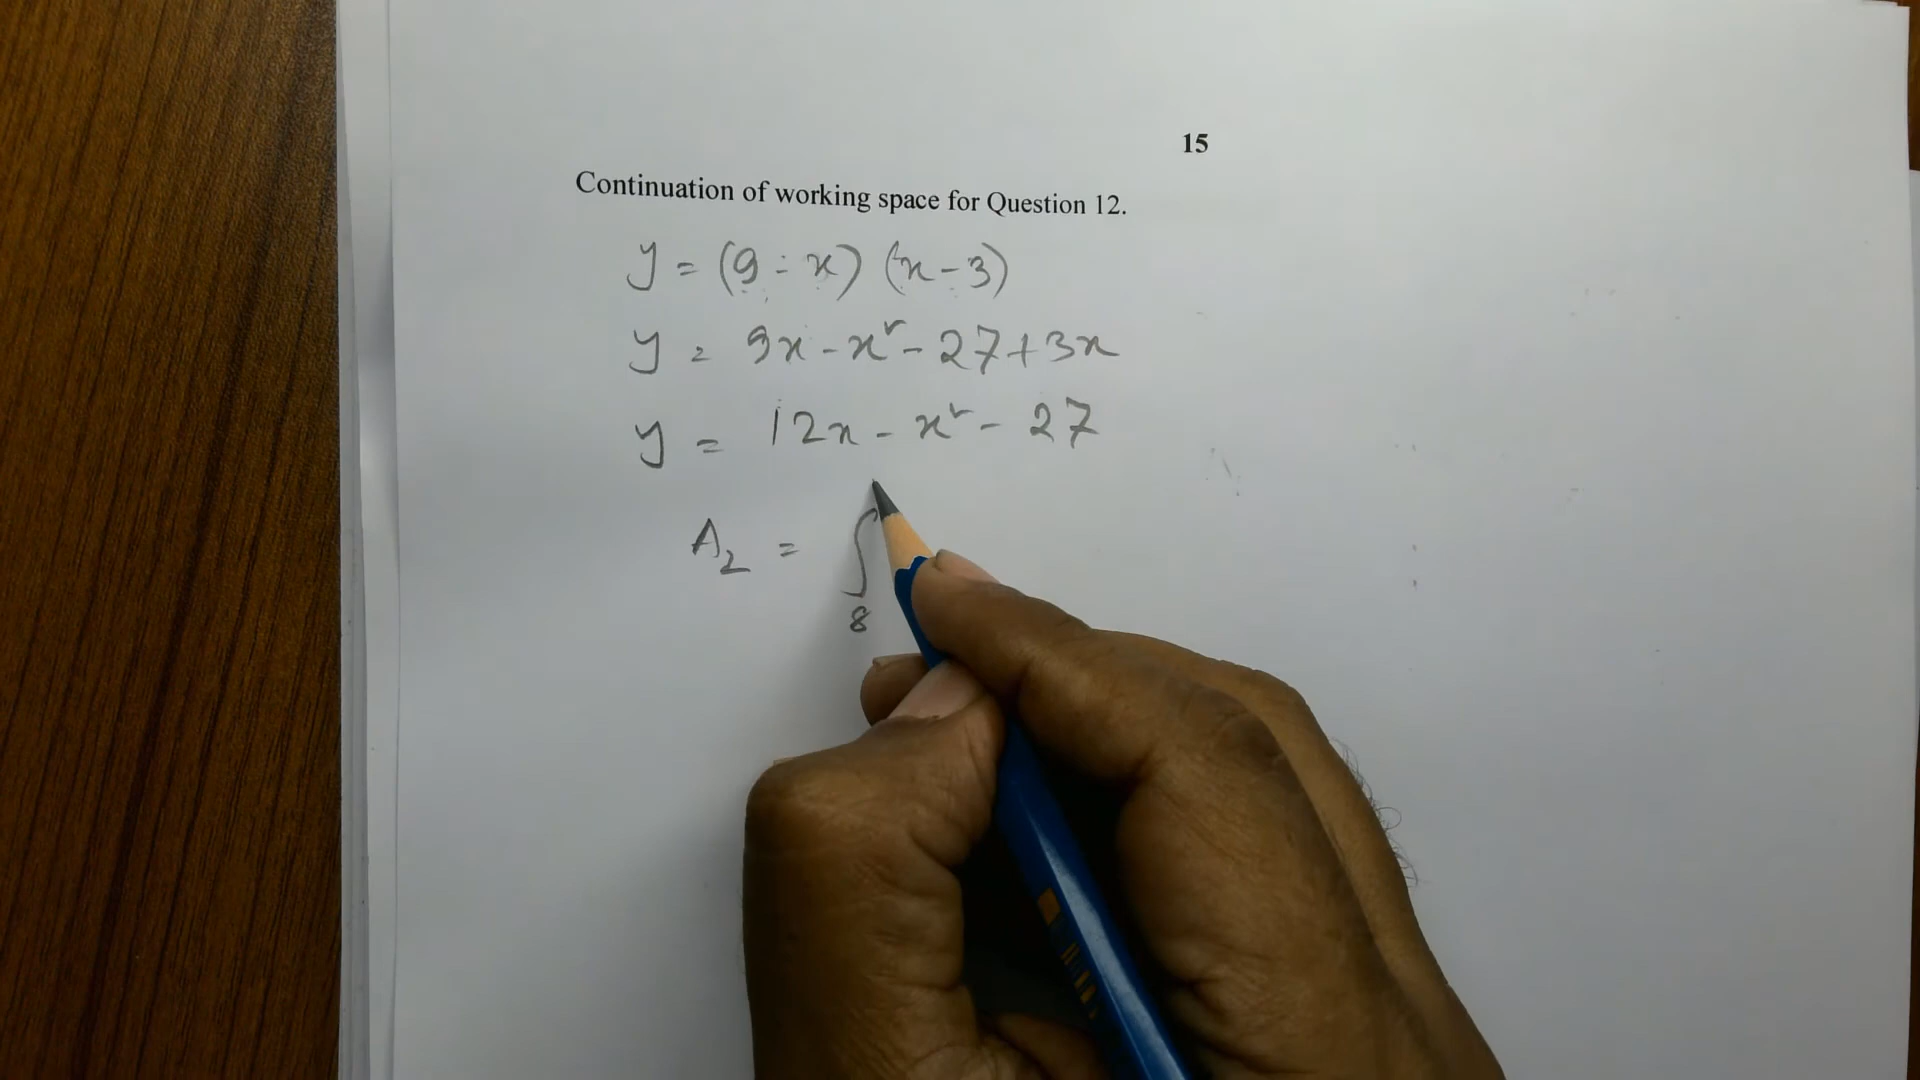 15
Continuation of working space for Question 12.
y = (9 - x) (x - 3)
y = 9x - x² - 27 + 3x
y = 12x - x² - 27
A₂ = ∫
8